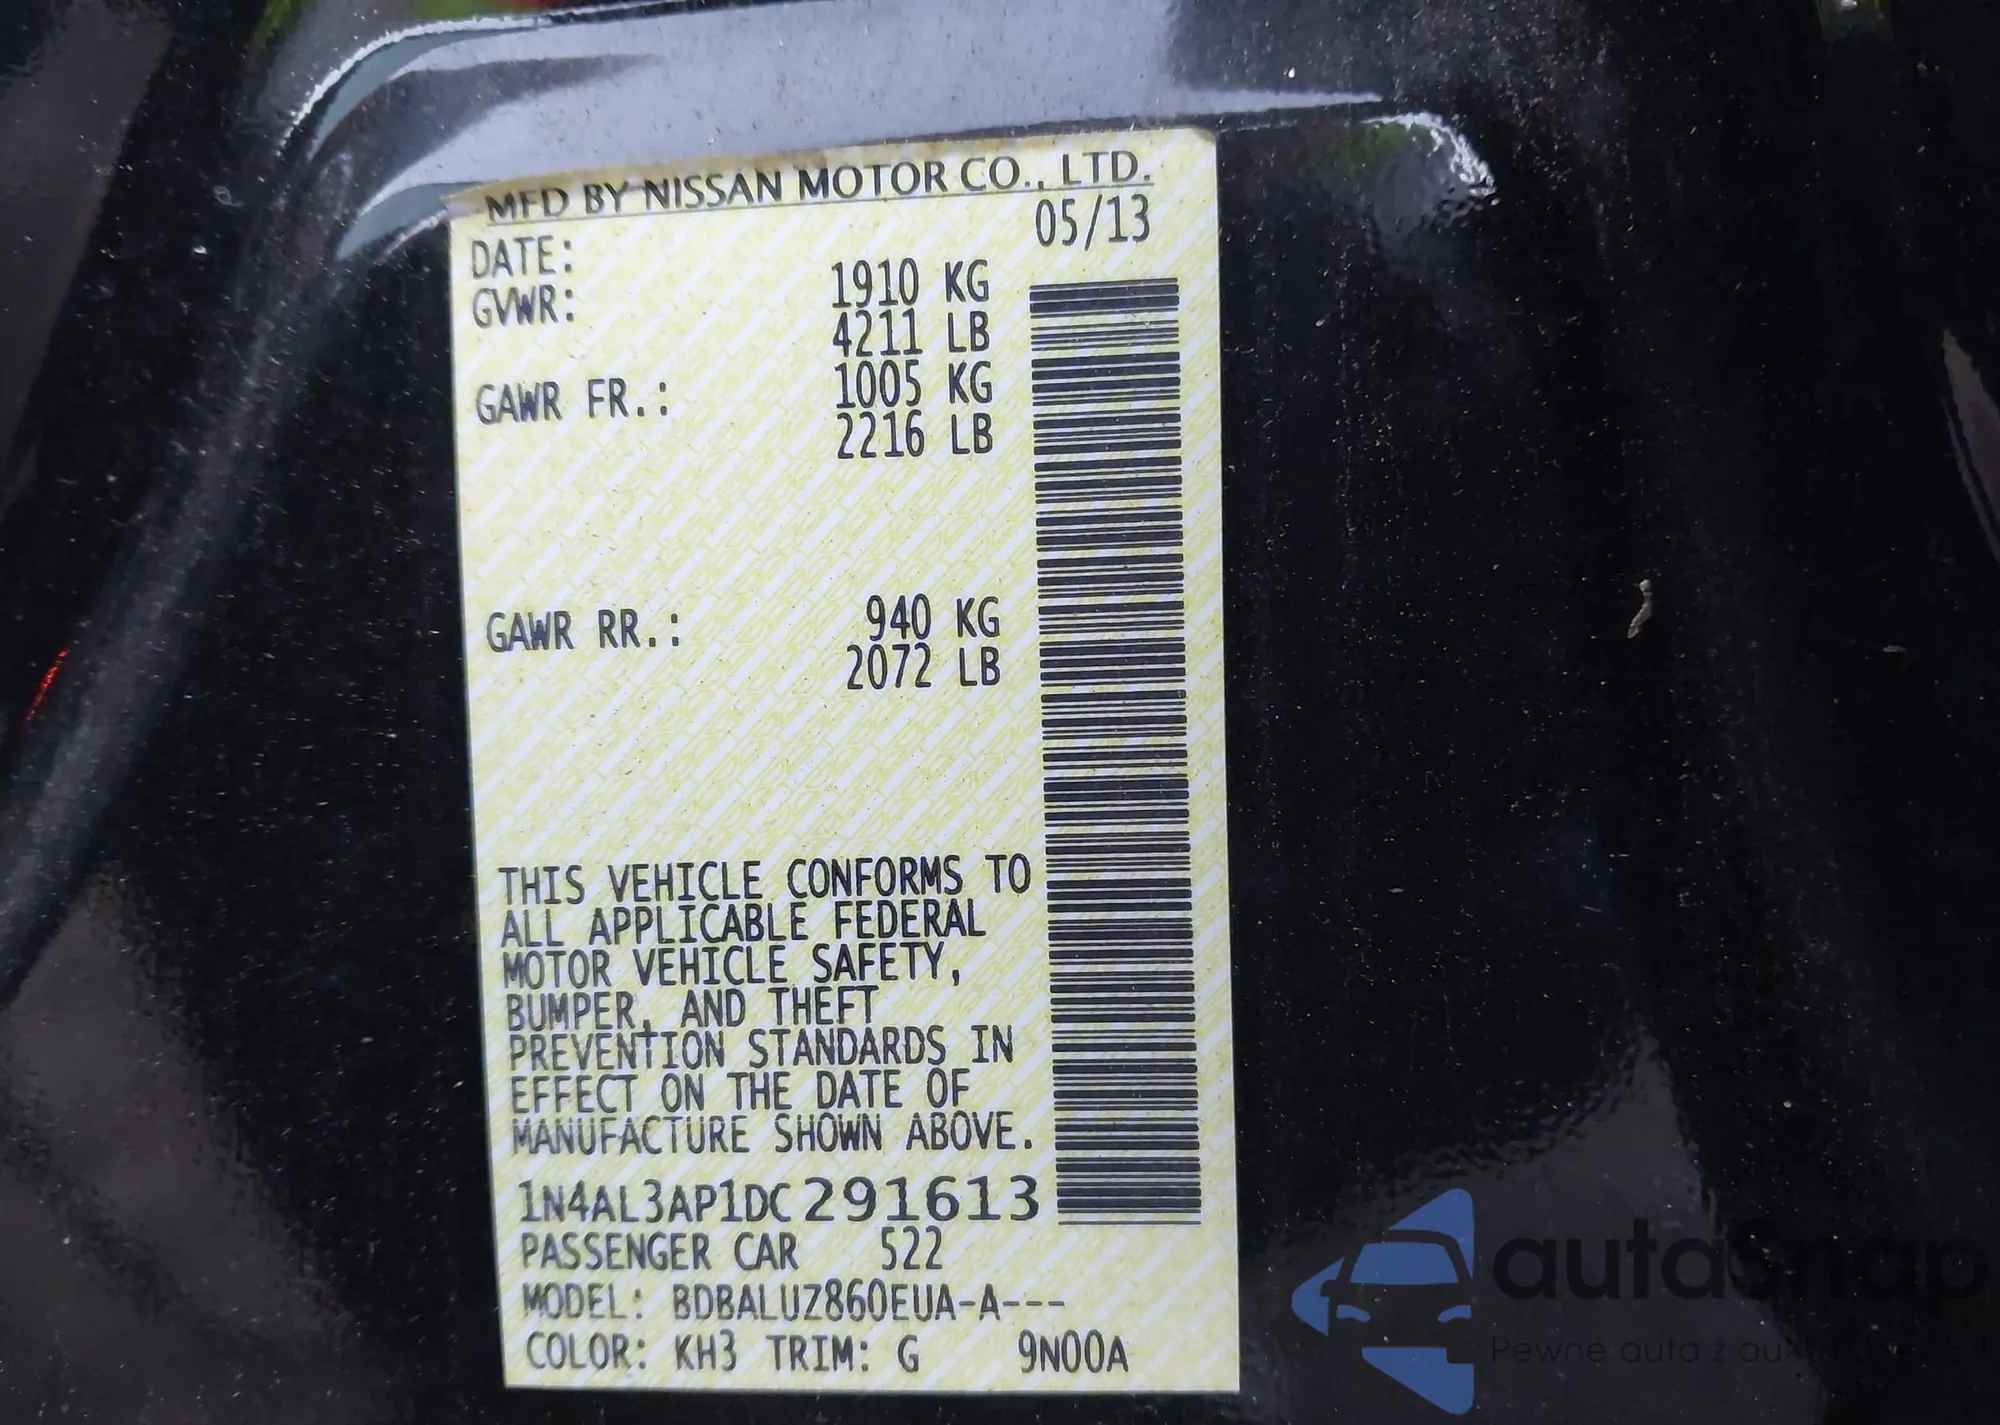 MFD BY NISSAN MOTOR CO., LTD.
DATE: 05/13
GVWR: 1910 KG
4211 LB
GAWR FR.: 1005 KG
2216 LB
GAWR RR.: 940 KG
2072 LB
THIS VEHICLE CONFORMS TO
ALL APPLICABLE FEDERAL
MOTOR VEHICLE SAFETY,
BUMPER, AND THEFT
PREVENTION STANDARDS IN
EFFECT ON THE DATE OF
MANUFACTURE SHOWN ABOVE.
1N4AL3AP1DC291613
PASSENGER CAR 522
MODEL: BDBALUZ860EUA-A---
COLOR: KH3 TRIM: G 9N00A
autasnap
Pewne auta z